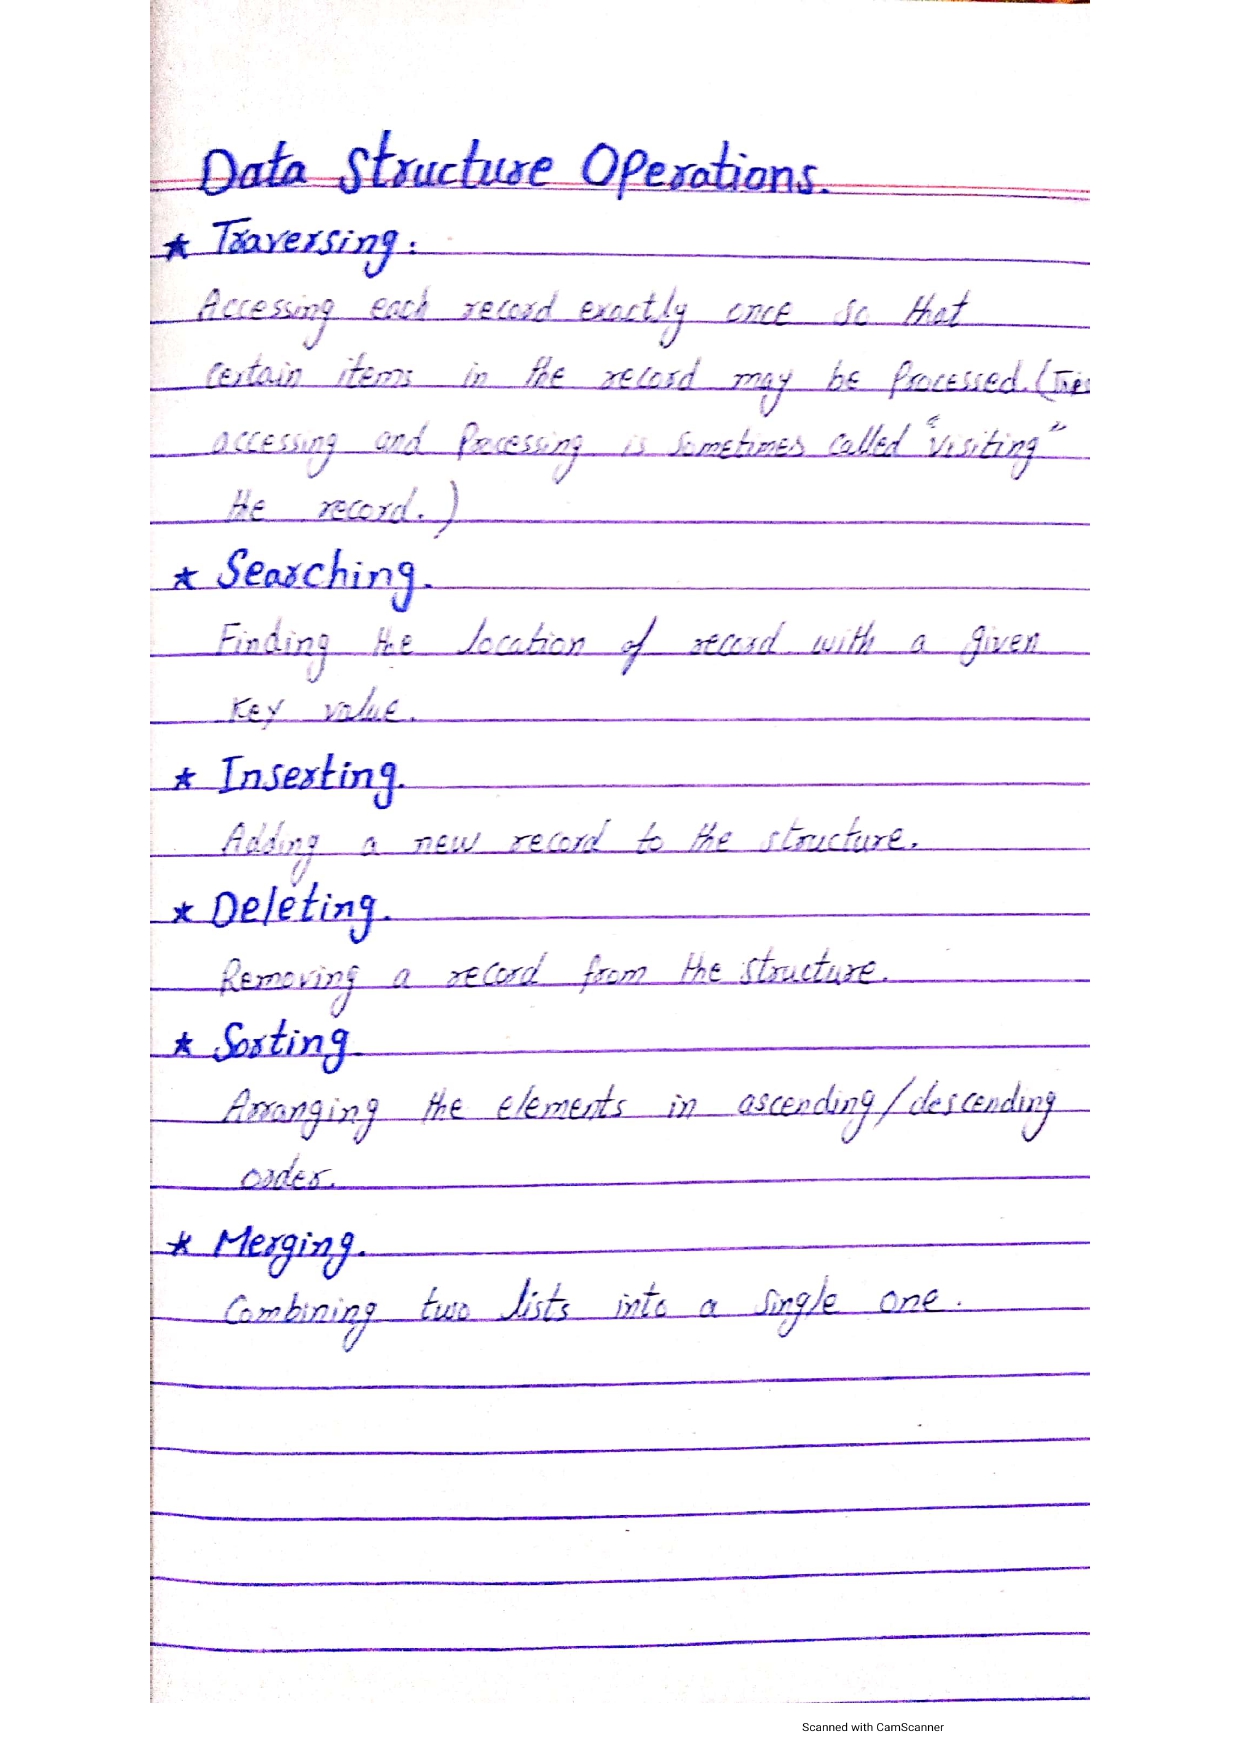 Data Structure Operations.
★ Traversing:
Accessing each record exactly once so that
certain items in the record may be Processed. (This
accessing and Processing is sometimes called "visiting"
the record.)
★ Searching.
Finding the location of record with a given
key value.
★ Inserting.
Adding a new record to the structure.
★ Deleting.
Removing a record from the structure.
★ Sorting
Arranging the elements in ascending/descending
order.
★ Merging.
Combining two lists into a single one.
Scanned with CamScanner